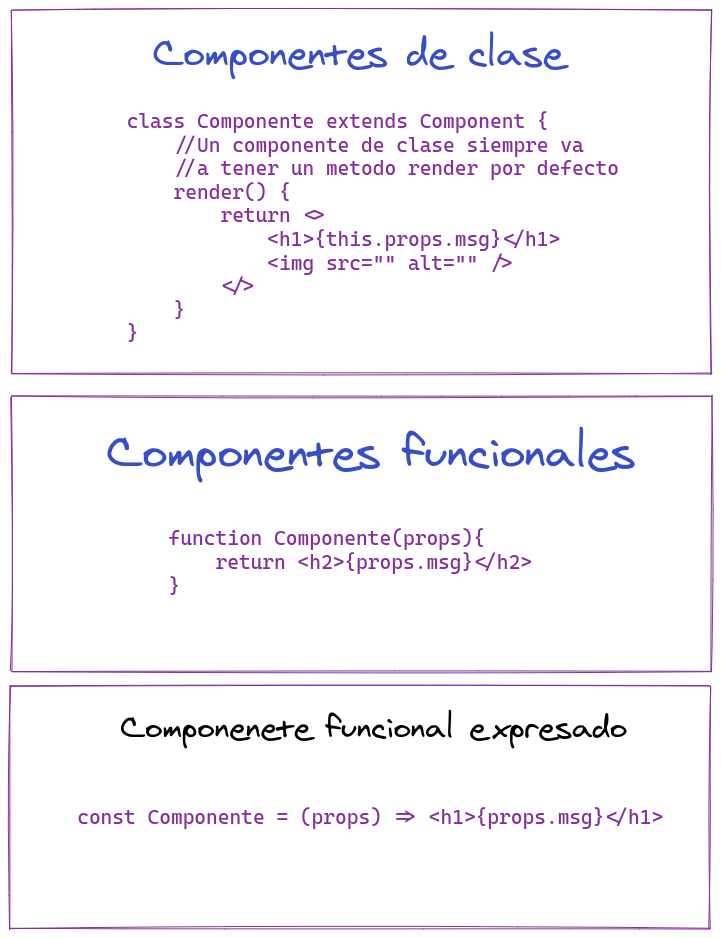 Componentes de clase
class Componente extends Component {
    //Un componente de clase siempre va
    //a tener un metodo render por defecto
    render() {
        return <>
            <h1>{this.props.msg}</h1>
            <img src="" alt="" />
        </>
    }
}
Componentes funcionales
function Componente(props){
    return <h2>{props.msg}</h2>
}
Componenete funcional expresado
const Componente = (props) => <h1>{props.msg}</h1>